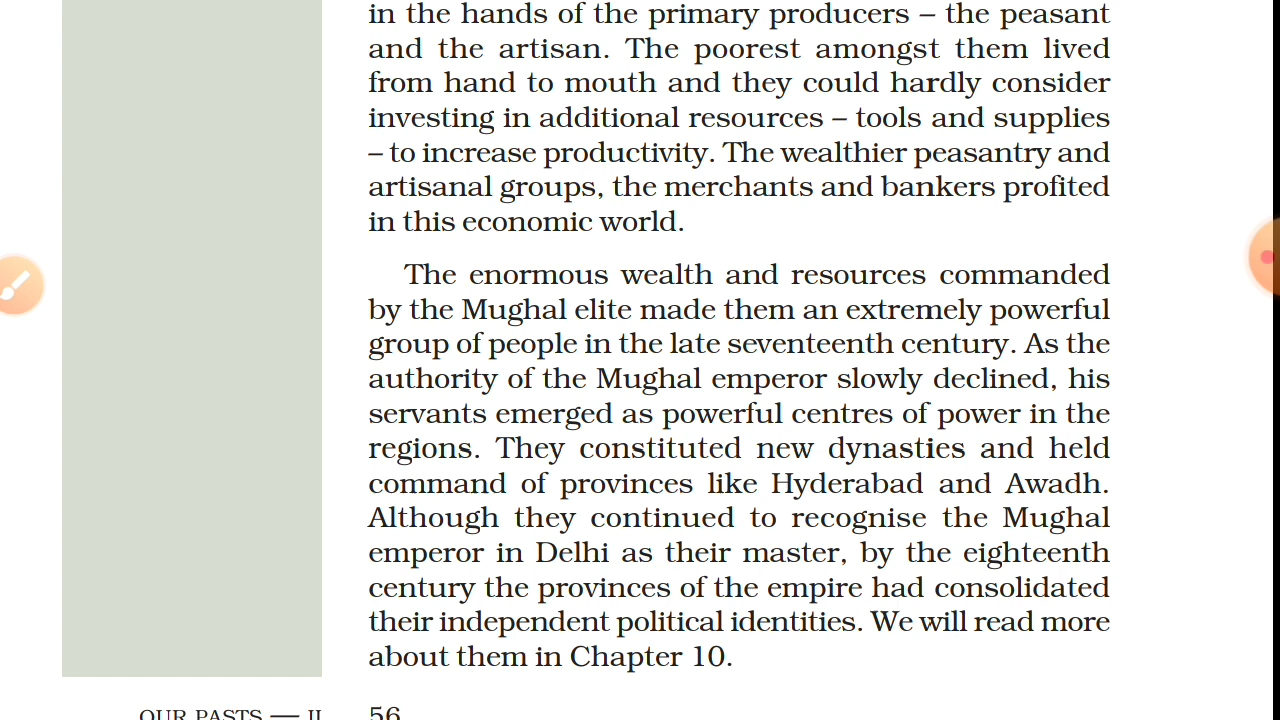 in the hands of the primary producers – the peasant
and the artisan. The poorest amongst them lived
from hand to mouth and they could hardly consider
investing in additional resources – tools and supplies
– to increase productivity. The wealthier peasantry and
artisanal groups, the merchants and bankers profited
in this economic world.
The enormous wealth and resources commanded
by the Mughal elite made them an extremely powerful
group of people in the late seventeenth century. As the
authority of the Mughal emperor slowly declined, his
servants emerged as powerful centres of power in the
regions. They constituted new dynasties and held
command of provinces like Hyderabad and Awadh.
Although they continued to recognise the Mughal
emperor in Delhi as their master, by the eighteenth
century the provinces of the empire had consolidated
their independent political identities. We will read more
about them in Chapter 10.
OUR PASTS — II 56